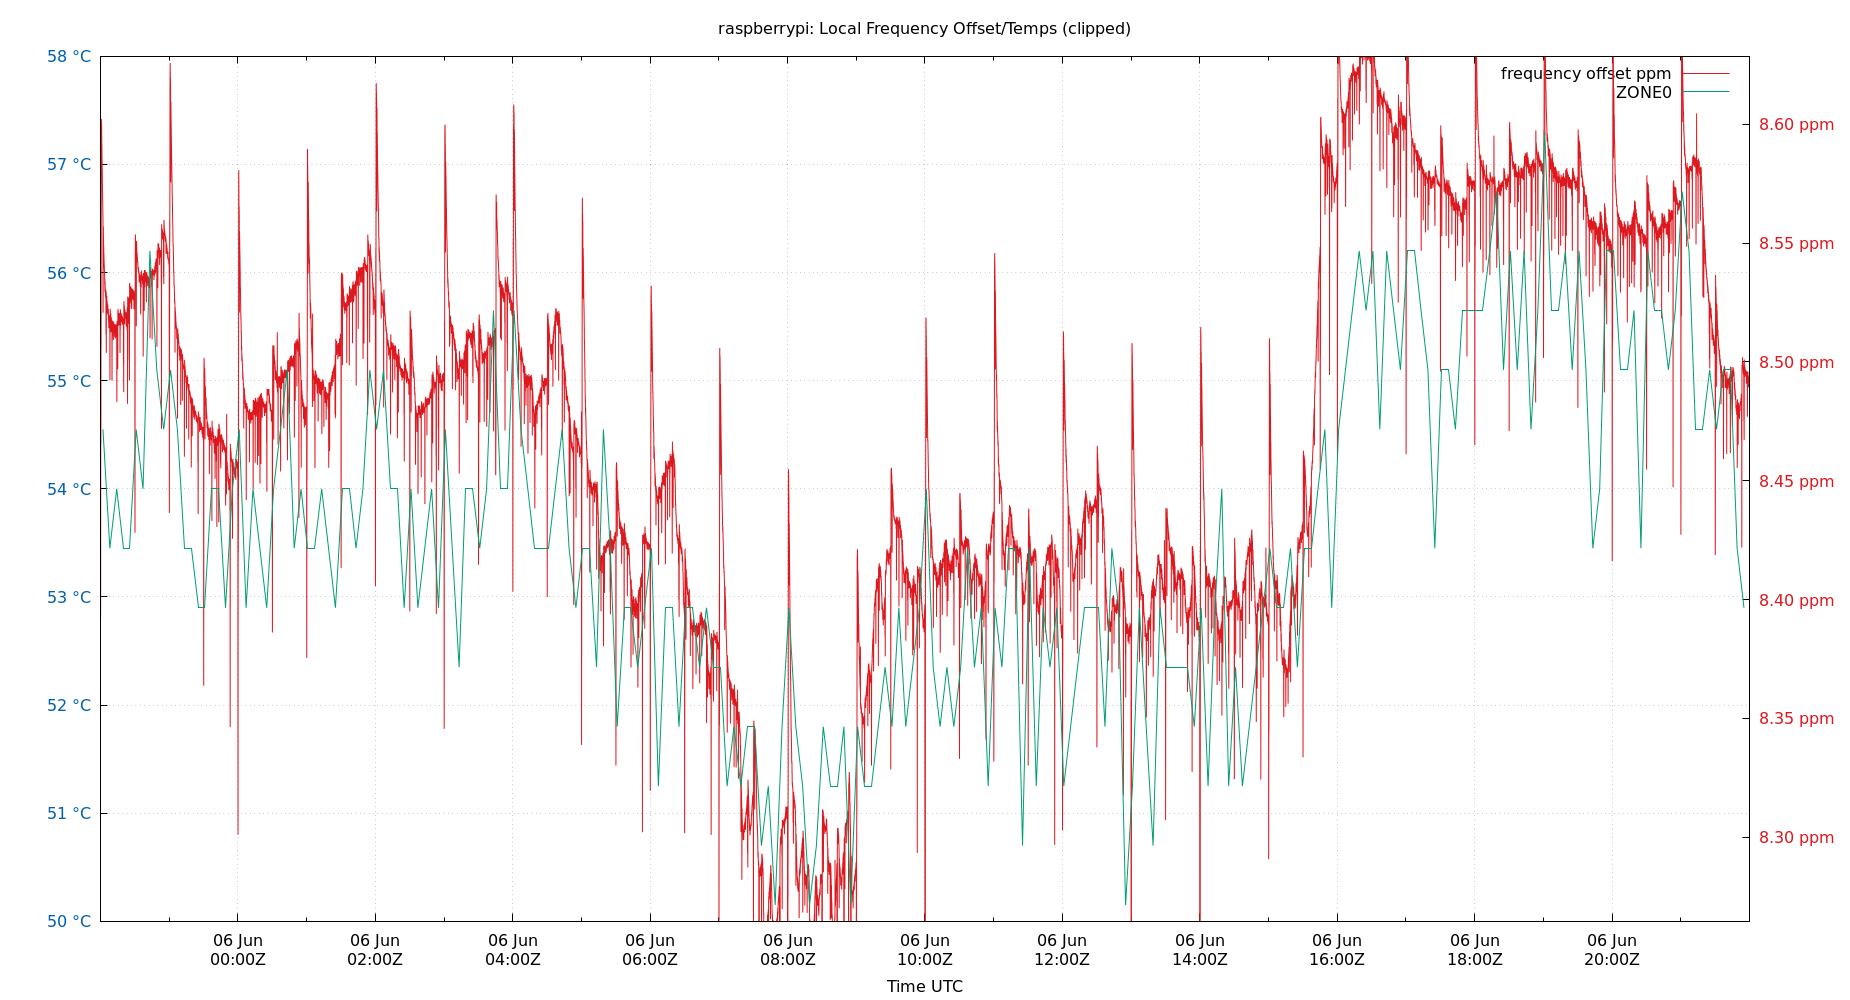 raspberrypi: Local Frequency Offset/Temps (clipped)
frequency offset ppm
ZONE0
58 °C
57 °C
56 °C
55 °C
54 °C
53 °C
52 °C
51 °C
50 °C
8.60 ppm
8.55 ppm
8.50 ppm
8.45 ppm
8.40 ppm
8.35 ppm
8.30 ppm
06 Jun 06 Jun 06 Jun 06 Jun 06 Jun 06 Jun 06 Jun 06 Jun 06 Jun 06 Jun 06 Jun
00:00Z 02:00Z 04:00Z 06:00Z 08:00Z 10:00Z 12:00Z 14:00Z 16:00Z 18:00Z 20:00Z
Time UTC